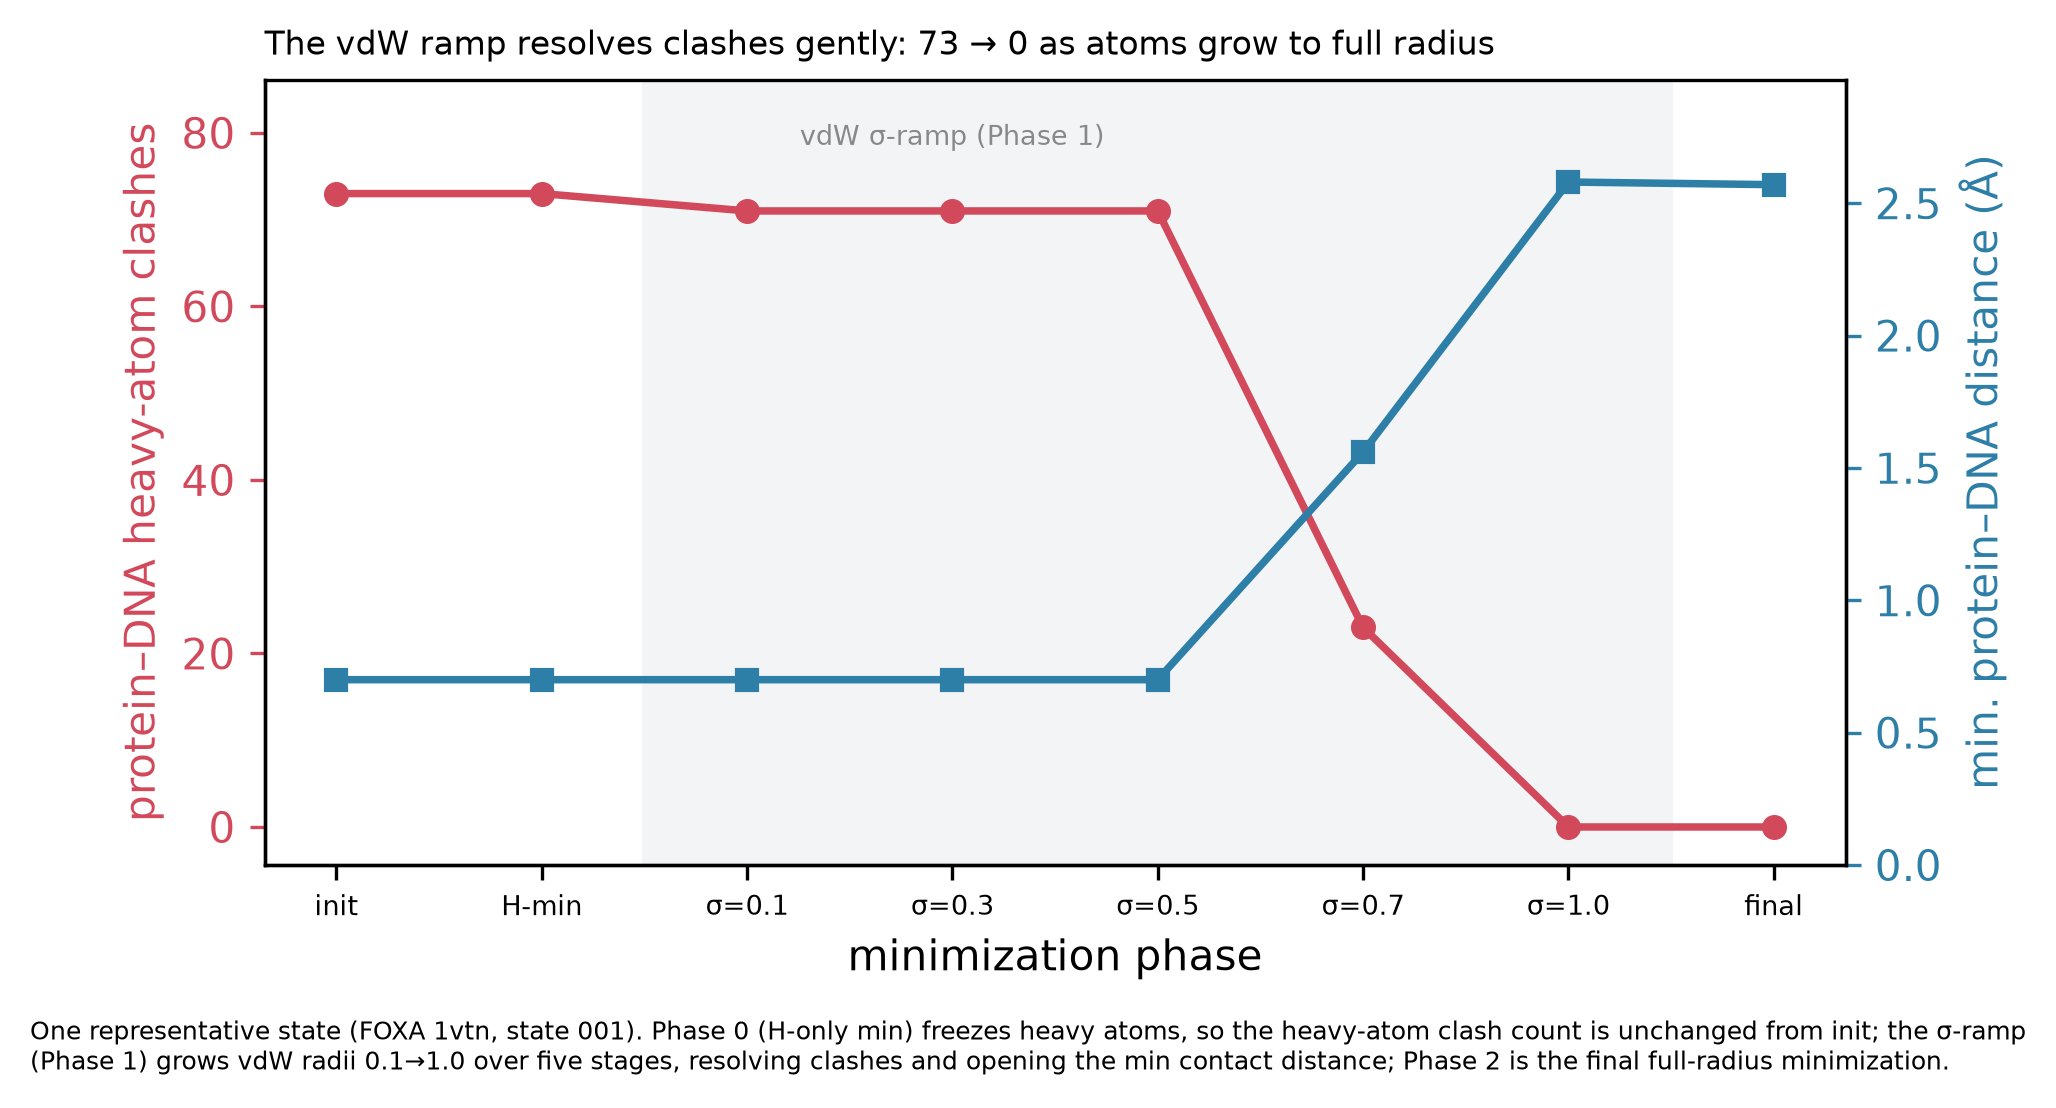 The vdW ramp resolves clashes gently: 73 → 0 as atoms grow to full radius
vdW σ-ramp (Phase 1)
protein–DNA heavy-atom clashes
80
60
40
20
0
min. protein–DNA distance (Å)
2.5
2.0
1.5
1.0
0.5
0.0
init
H-min
σ=0.1
σ=0.3
σ=0.5
σ=0.7
σ=1.0
final
minimization phase
One representative state (FOXA 1vtn, state 001). Phase 0 (H-only min) freezes heavy atoms, so the heavy-atom clash count is unchanged from init; the σ-ramp
(Phase 1) grows vdW radii 0.1→1.0 over five stages, resolving clashes and opening the min contact distance; Phase 2 is the final full-radius minimization.